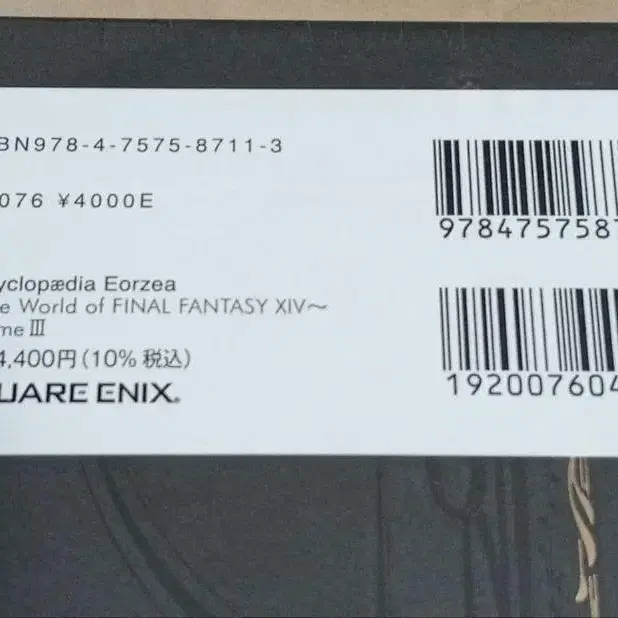 BN978-4-7575-8711-3
076 ¥4000E
yclopædia Eorzea
e World of FINAL FANTASY XIV～
me Ⅲ
4,400円(10% 税込)
UARE ENIX®
978475758
192007604